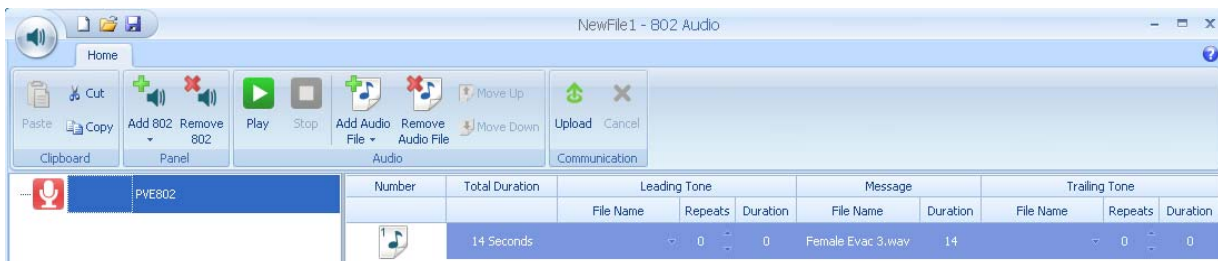 NewFile1 - 802 Audio
Home
Paste Cut Copy Add 802 Remove 802 Play Stop Add Audio File Remove Audio File Move Up Move Down Upload Cancel
Clipboard Panel Audio Communication
PVE802
Number Total Duration Leading Tone Message Trailing Tone
File Name Repeats Duration File Name Duration File Name Repeats Duration
1 14 Seconds 0 0 Female Evac 3.wav 14 0 0